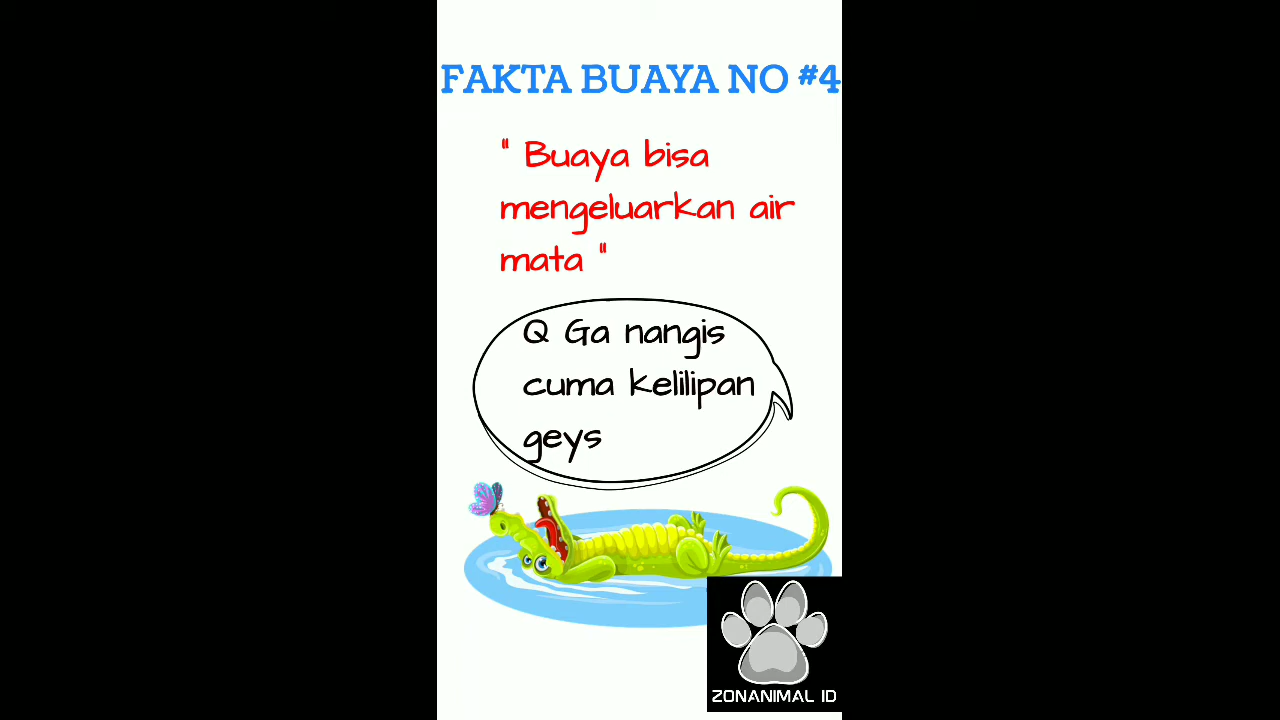 FAKTA BUAYA NO #4
" Buaya bisa
mengeluarkan air
mata "
Q Ga nangis
cuma kelilipan
geys
ZONANIMAL ID